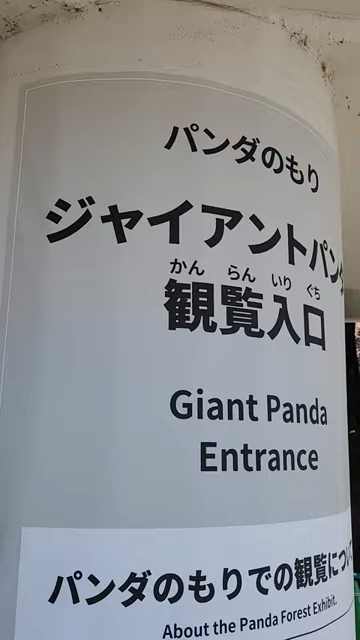 パンダのもり
ジャイアントパン
かん らん いり ぐち
観覧入口
Giant Panda
Entrance
パンダのもりでの観覧につ
About the Panda Forest Exhibit.